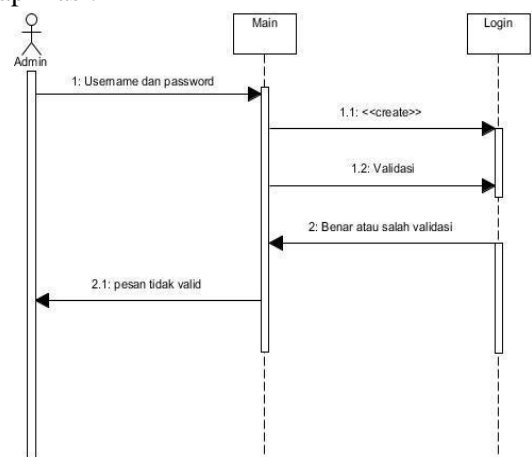 Main
Login
Admin
1: Username dan password
1.1: <<create>>
1.2: Validasi
2: Benar atau salah validasi
2.1: pesan tidak valid